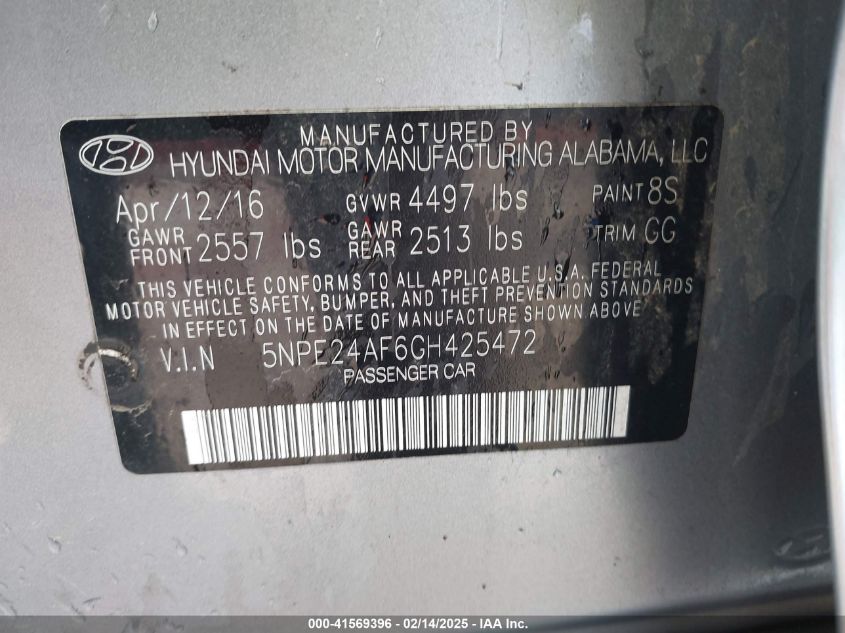 MANUFACTURED BY
HYUNDAI MOTOR MANUFACTURING ALABAMA, LLC
Apr/12/16 GVWR 4497 lbs PAINT 8S
GAWR FRONT 2557 lbs GAWR REAR 2513 lbs TRIM GG
THIS VEHICLE CONFORMS TO ALL APPLICABLE U.S.A. FEDERAL
MOTOR VEHICLE SAFETY, BUMPER, AND THEFT PREVENTION STANDARDS
IN EFFECT ON THE DATE OF MANUFACTURE SHOWN ABOVE
V.I.N 5NPE24AF6GH425472
PASSENGER CAR
000-41569396 - 02/14/2025 - IAA Inc.